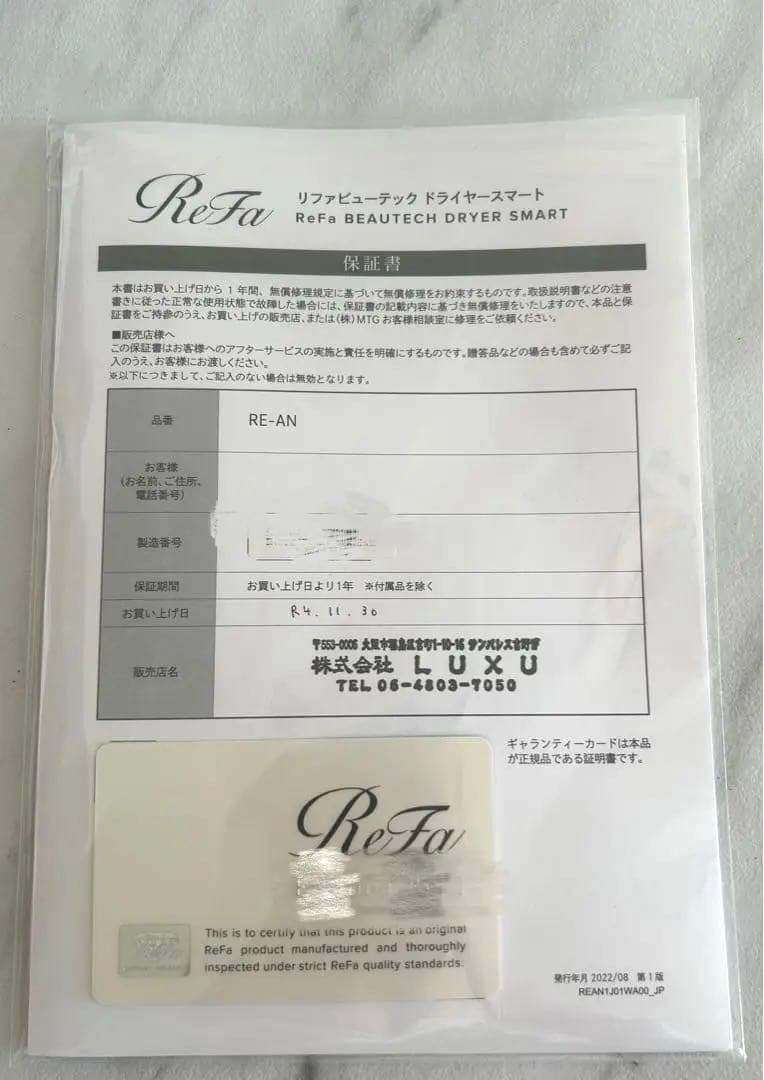 ReFa
リファビューテック ドライヤースマート
ReFa BEAUTECH DRYER SMART
保証書
本書はお買い上げ日から 1 年間、無償修理規定に基づいて無償修理をお約束するものです。取扱説明書などの注意
書きに従った正常な使用状態で故障した場合には、保証書の記載内容に基づき無償修理をいたしますので、本品と保
証書をご持参のうえ、お買い上げの販売店、または(株)MTG お客様相談室に修理をご依頼ください。
■販売店様へ
この保証書はお客様へのアフターサービスの実施と責任を明確にするものです。贈答品などの場合も含めて必ずご記
入のうえ、お客様にお渡しください。
※以下につきまして、ご記入のない場合は無効となります。
品番
RE-AN
お客様
(お名前、ご住所、
電話番号)
製造番号
保証期間
お買い上げ日より1年 ※付属品を除く
お買い上げ日
R4.11.30
販売店名
〒553-0006 大阪市福島区吉野1-10-16 サンパレス吉野
株式会社 LUXU
TEL 06-4803-7050
ギャランティーカードは本品
が正規品である証明書です。
ReFa
This is to certify that this product is an original
ReFa product manufactured and thoroughly
inspected under strict ReFa quality standards.
発行年月 2022/08 第1版
REAN1J01WA00_JP